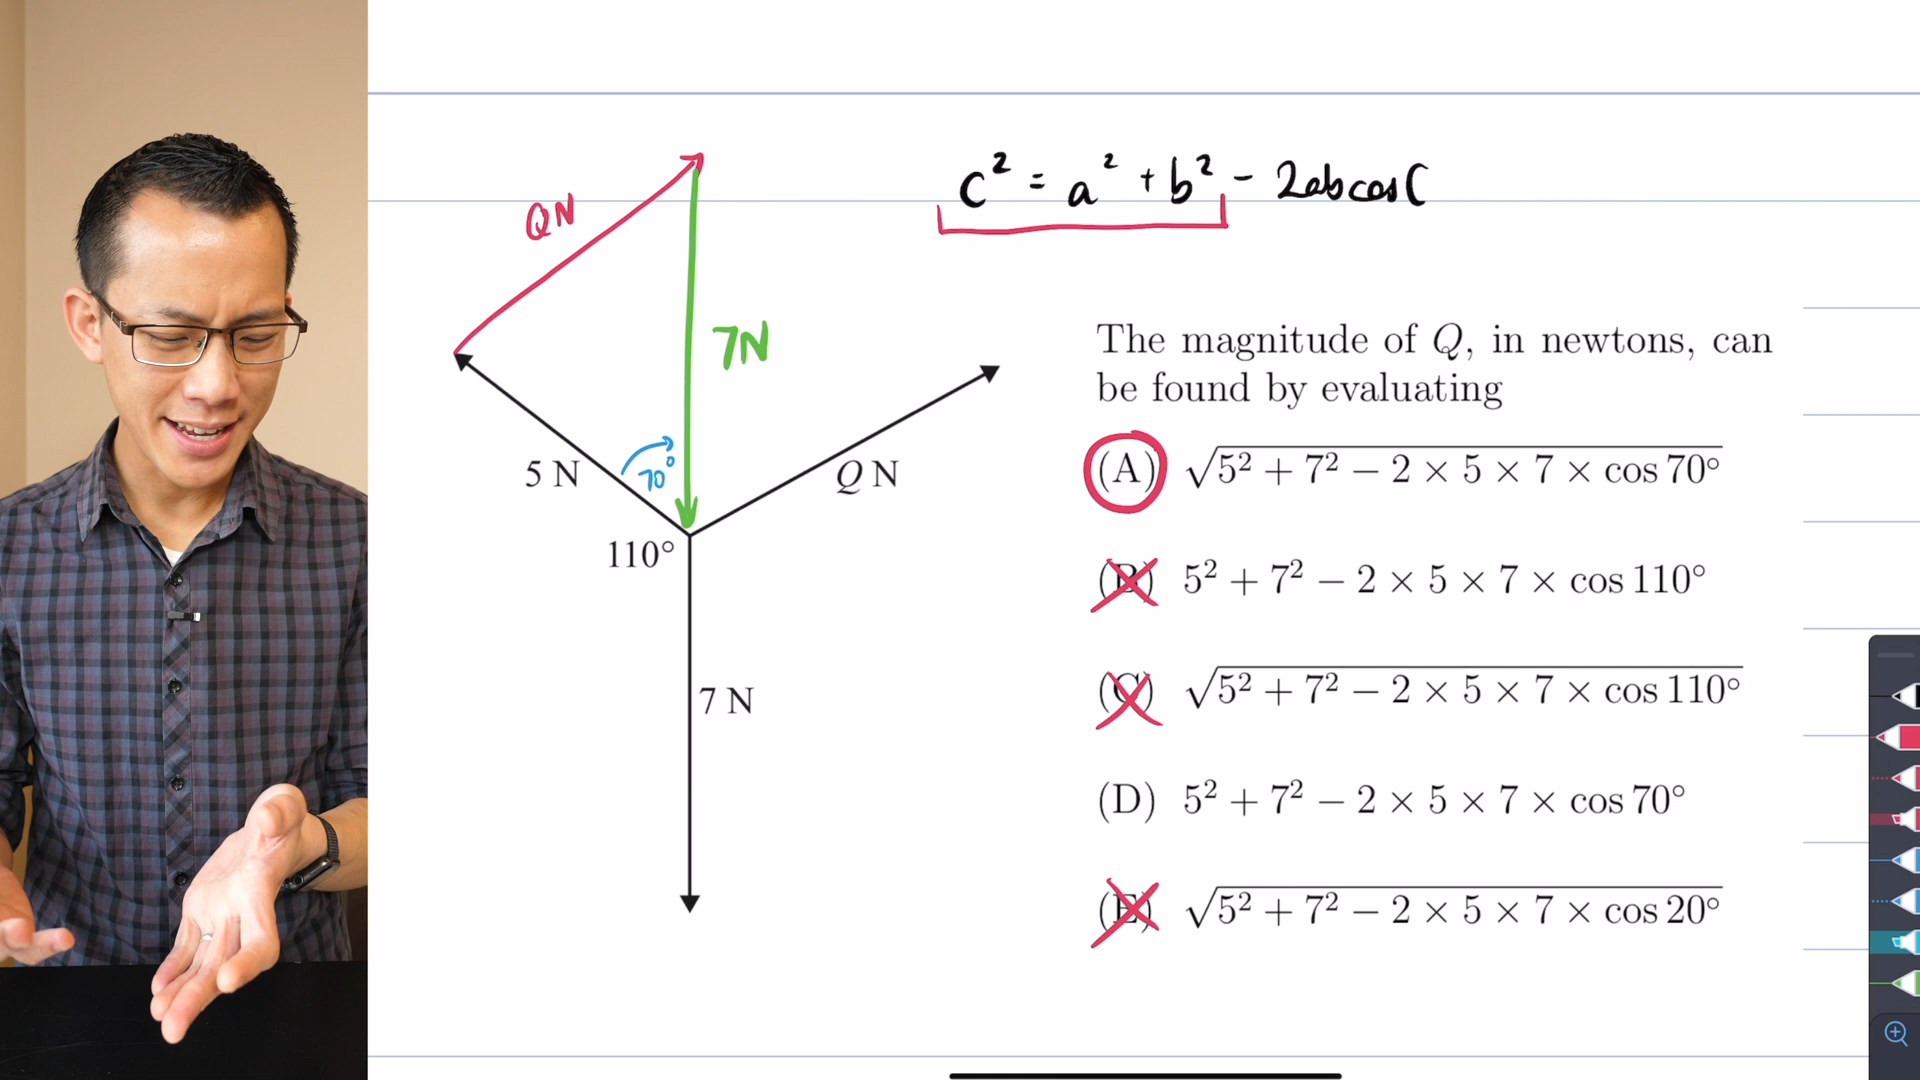 c² = a² + b² - 2abcosC
QN
7N
The magnitude of Q, in newtons, can
be found by evaluating
5 N
70°
Q N
110°
7 N
(A) √5² + 7² − 2 × 5 × 7 × cos 70°
(B) 5² + 7² − 2 × 5 × 7 × cos 110°
(C) √5² + 7² − 2 × 5 × 7 × cos 110°
(D) 5² + 7² − 2 × 5 × 7 × cos 70°
(E) √5² + 7² − 2 × 5 × 7 × cos 20°